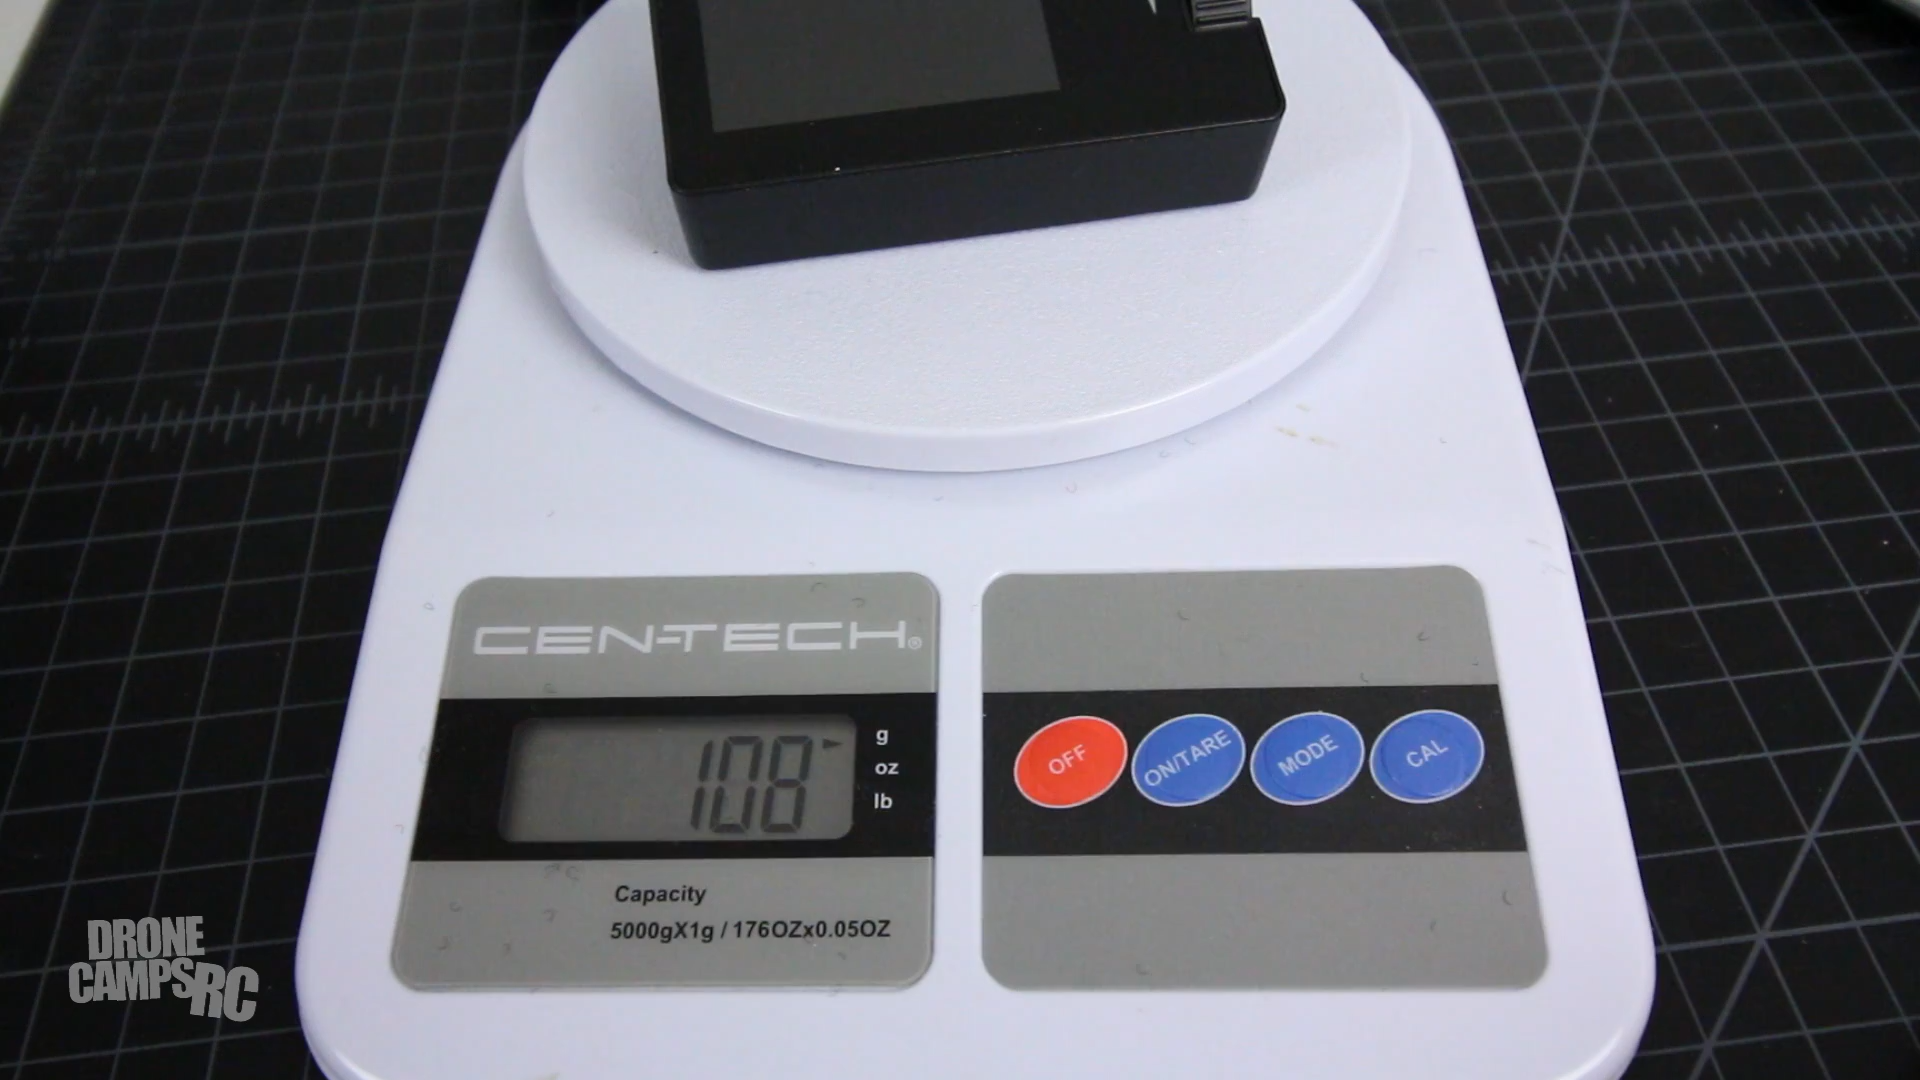 CEN-TECH®
108
g
oz
lb
OFF
ON/TARE
MODE
CAL
Capacity
5000gX1g / 176OZx0.05OZ
DRONE
CAMPSRC